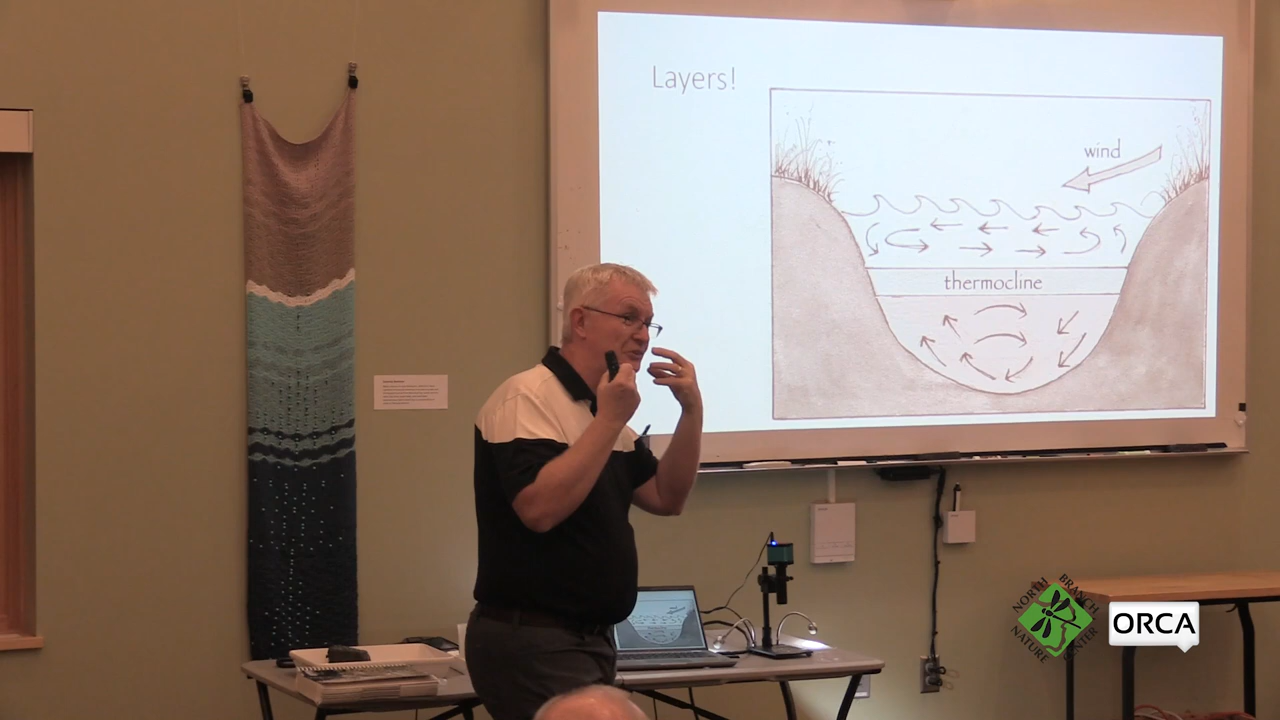 Layers!
wind
thermocline
NORTH BRANCH
NATURE CENTER
ORCA